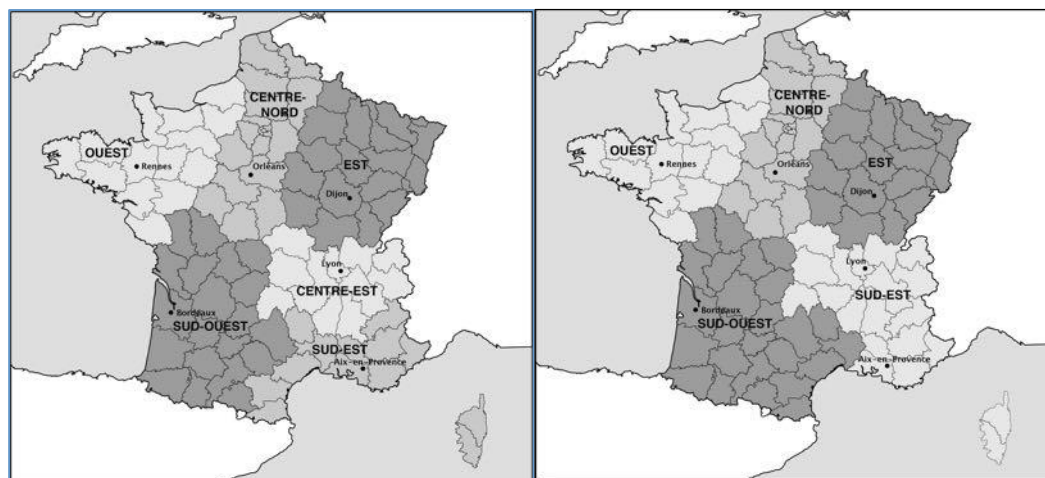 CENTRE-
NORD
OUEST
Rennes
Orléans
EST
Dijon
Lyon
CENTRE-EST
Bordeaux
SUD-OUEST
SUD-EST
Aix-en-Provence
CENTRE-
NORD
OUEST
Rennes
Orléans
EST
Dijon
Lyon
SUD-EST
Bordeaux
SUD-OUEST
Aix-en-Provence